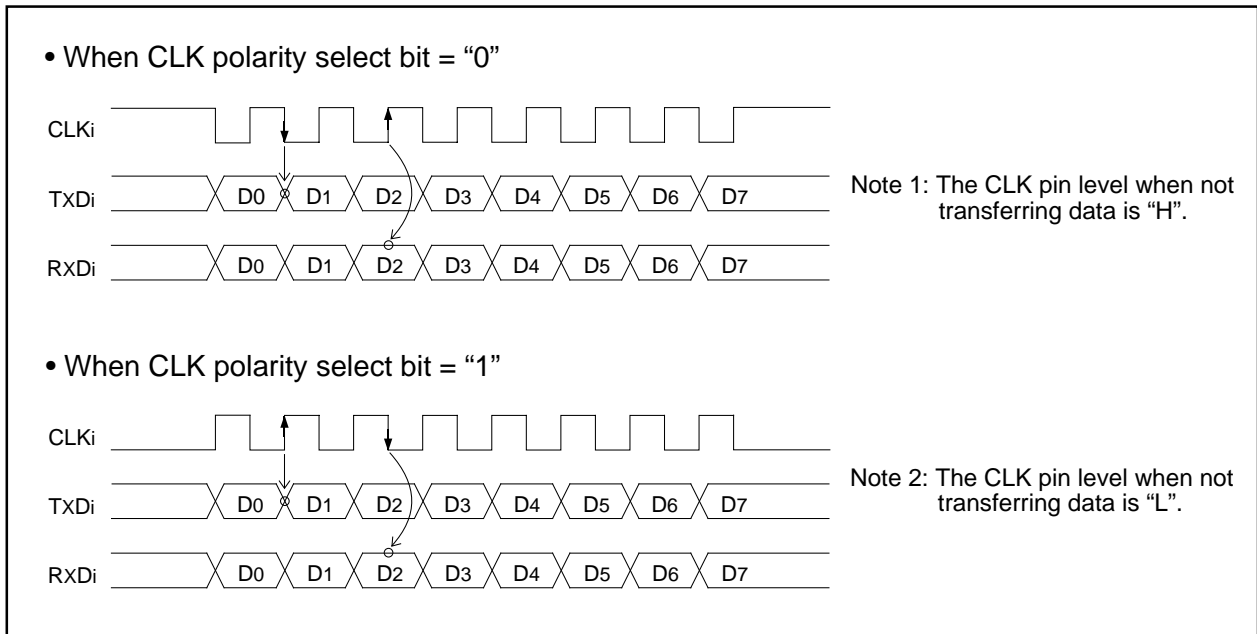 • When CLK polarity select bit = “0”
CLKi
TXDi D0 D1 D2 D3 D4 D5 D6 D7
RXDi D0 D1 D2 D3 D4 D5 D6 D7
Note 1: The CLK pin level when not
transferring data is “H”.
• When CLK polarity select bit = “1”
CLKi
TXDi D0 D1 D2 D3 D4 D5 D6 D7
RXDi D0 D1 D2 D3 D4 D5 D6 D7
Note 2: The CLK pin level when not
transferring data is “L”.